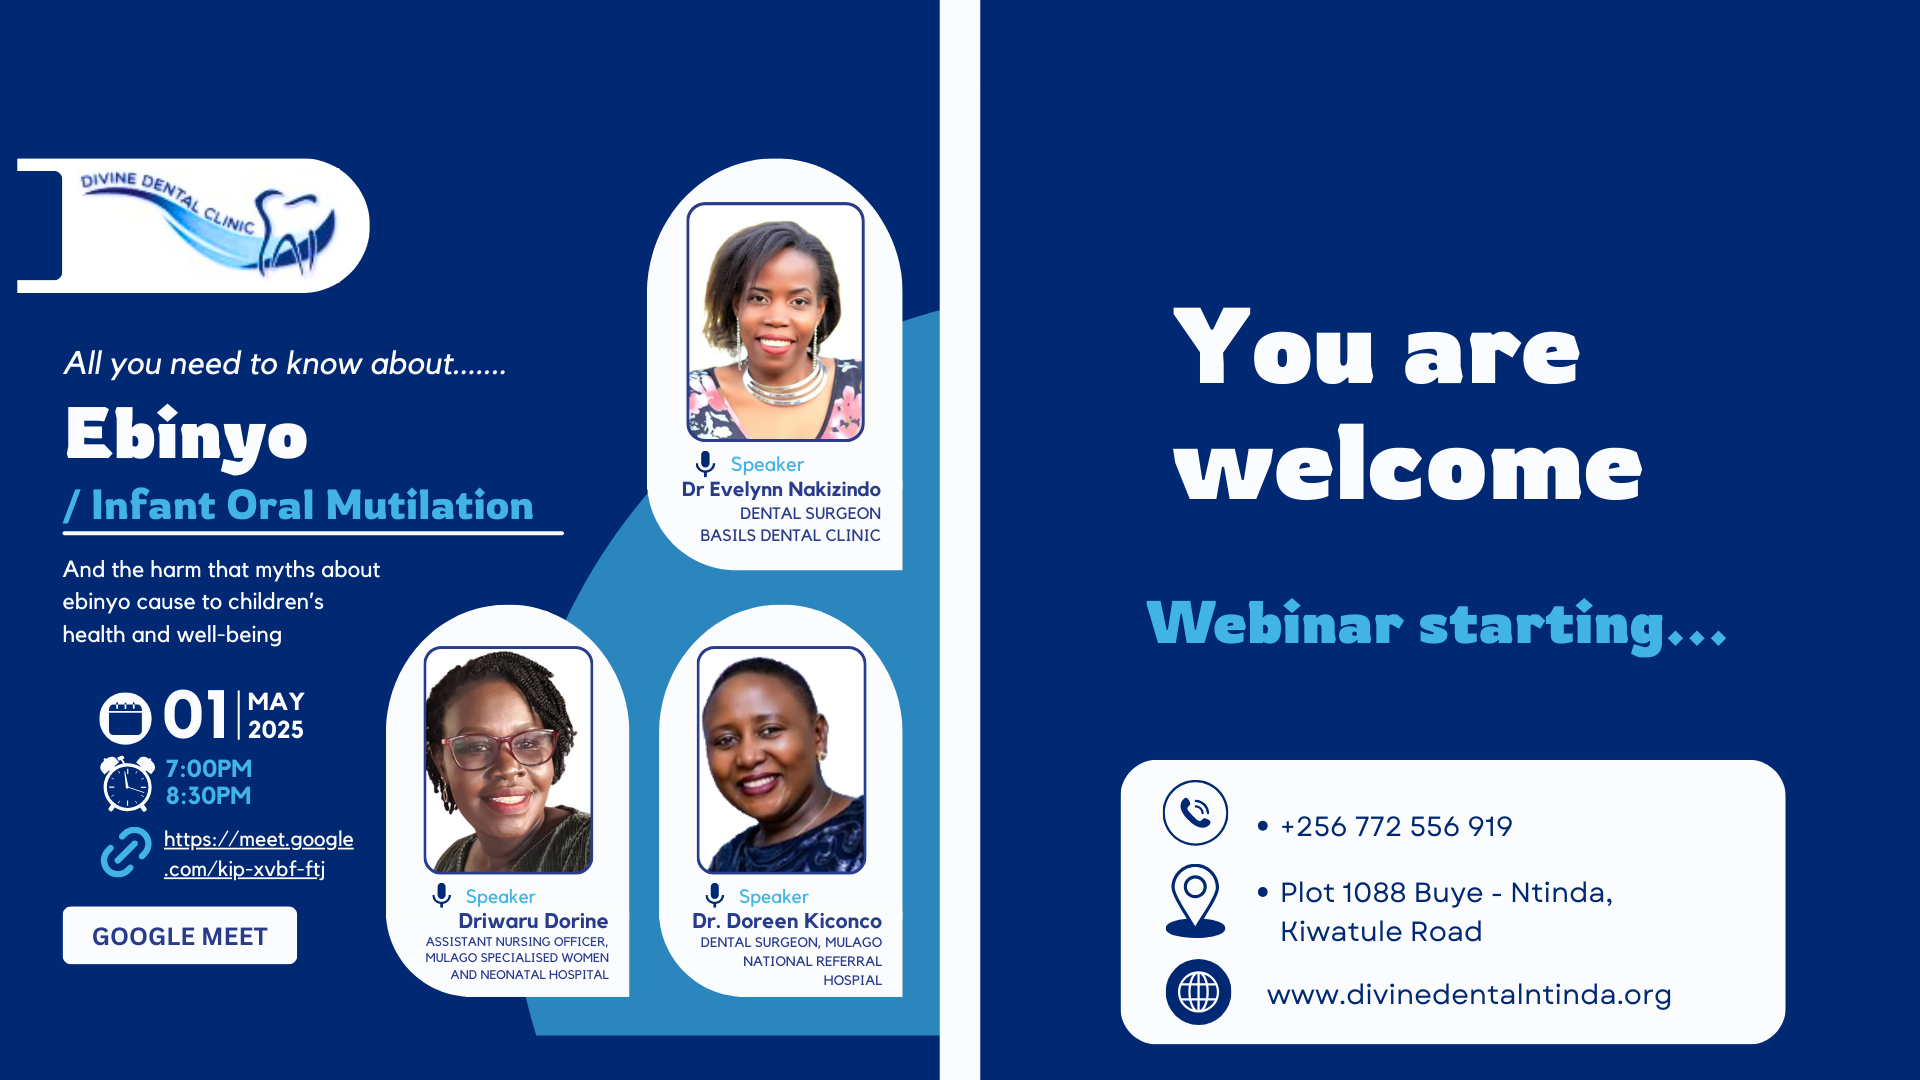 DIVINE DENTAL CLINIC
All you need to know about.......
Ebinyo
/ Infant Oral Mutilation
And the harm that myths about
ebinyo cause to children's
health and well-being
01 MAY
2025
7:00PM
8:30PM
https://meet.google
.com/kip-xvbf-ftj
GOOGLE MEET
Speaker
Dr Evelynn Nakizindo
DENTAL SURGEON
BASILS DENTAL CLINIC
Speaker
Driwaru Dorine
ASSISTANT NURSING OFFICER,
MULAGO SPECIALISED WOMEN
AND NEONATAL HOSPITAL
Speaker
Dr. Doreen Kiconco
DENTAL SURGEON, MULAGO
NATIONAL REFERRAL
HOSPIAL
You are
welcome
Webinar starting...
• +256 772 556 919
• Plot 1088 Buye - Ntinda,
Kiwatule Road
www.divinedentalntinda.org